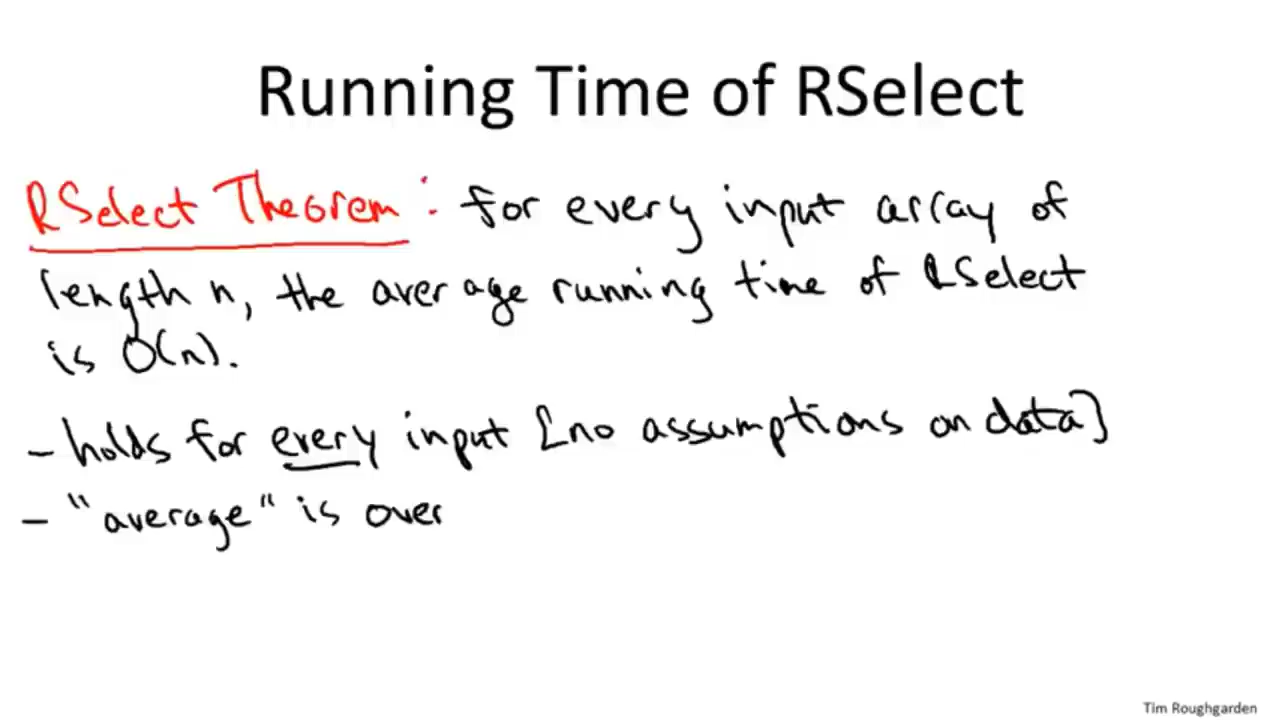 Running Time of RSelect
RSelect Theorem : for every input array of
length n, the average running time of RSelect
is O(n).
- holds for every input [no assumptions on data]
- "average" is over
Tim Roughgarden